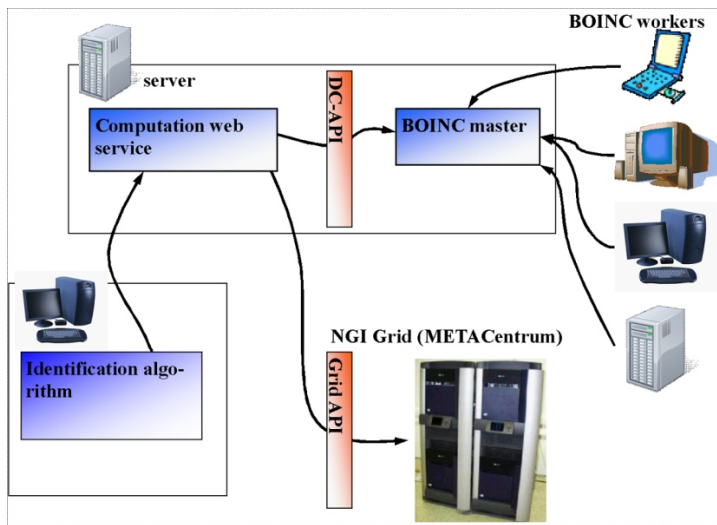 BOINC workers
server
DC-API
Computation web
service
BOINC master
NGI Grid (METACentrum)
Identification algo-
rithm
Grid API